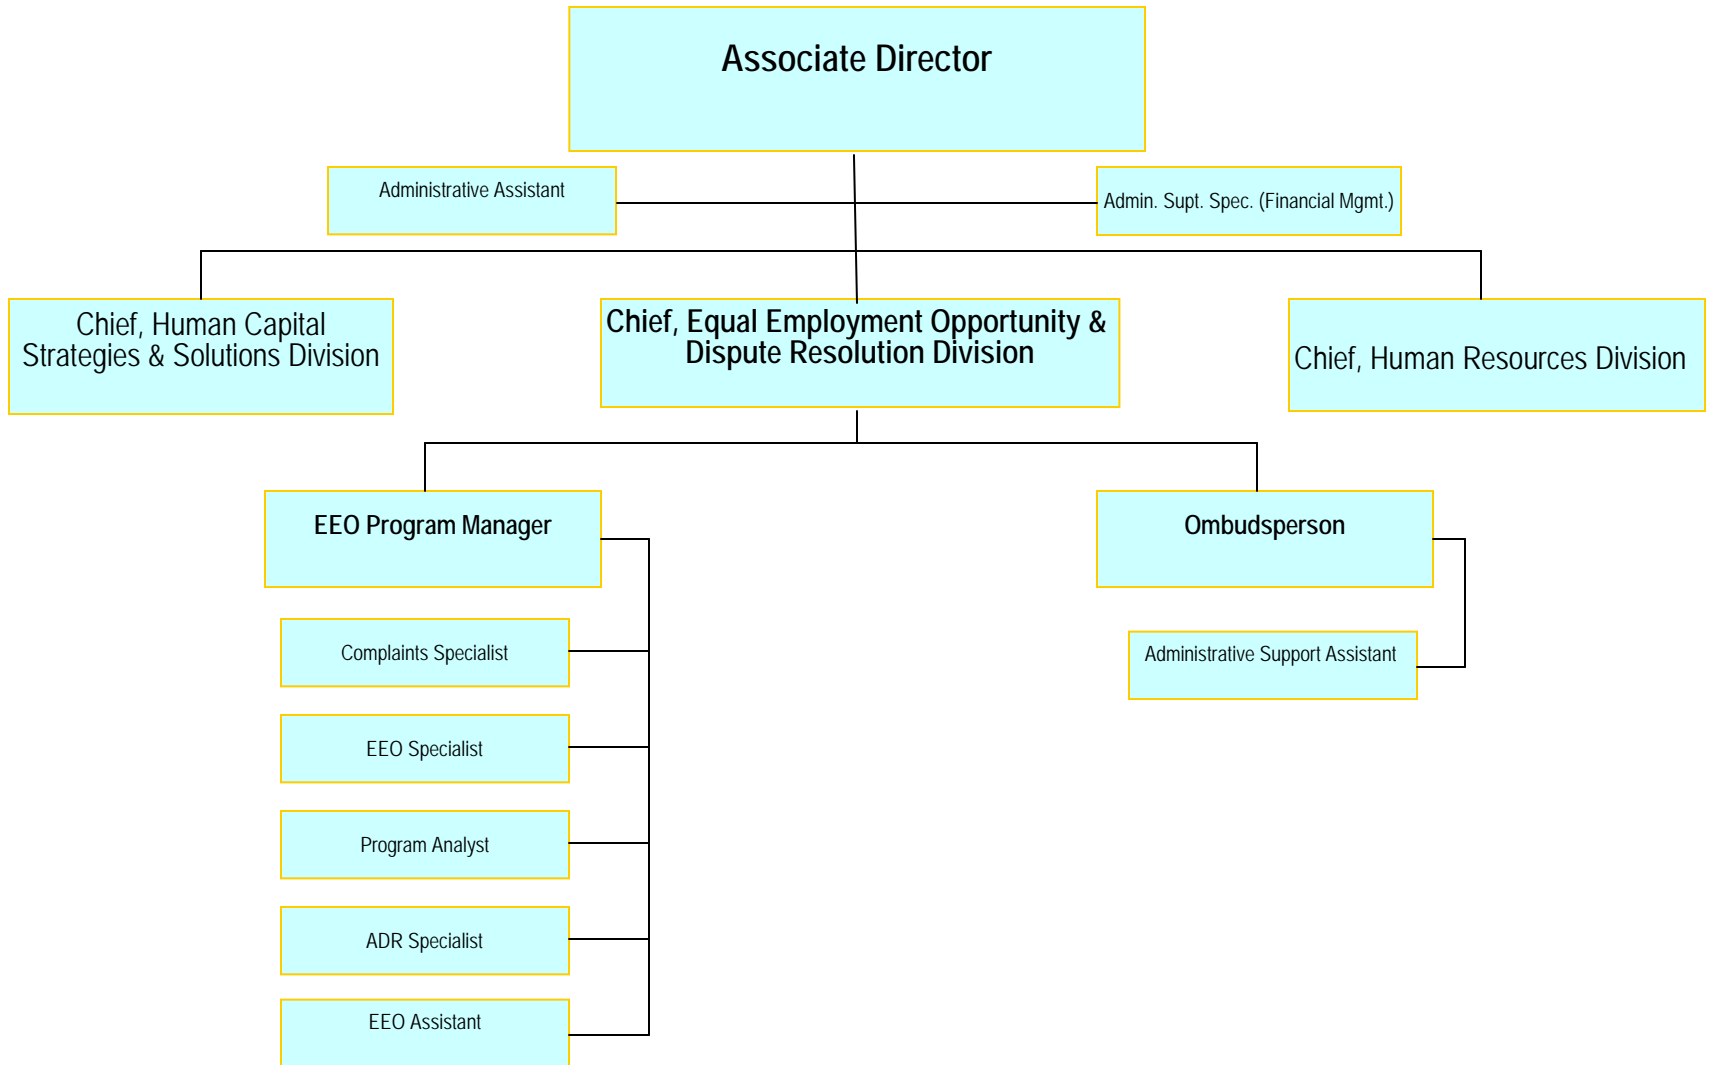 Associate Director
Administrative Assistant
Admin. Supt. Spec. (Financial Mgmt.)
Chief, Human Capital
Strategies & Solutions Division
Chief, Equal Employment Opportunity &
Dispute Resolution Division
Chief, Human Resources Division
EEO Program Manager
Ombudsperson
Complaints Specialist
Administrative Support Assistant
EEO Specialist
Program Analyst
ADR Specialist
EEO Assistant